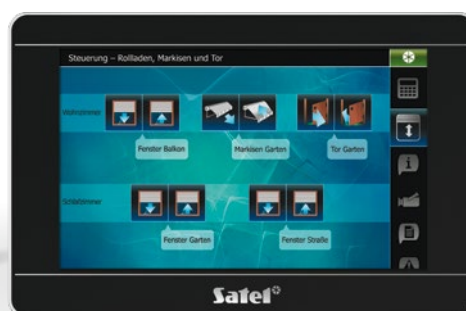 Steuerung – Rollladen, Markisen und Tor
Wohnzimmer
Fenster Balkon
Markisen Garten
Tor Garten
Schlafzimmer
Fenster Garten
Fenster Straße
Satel